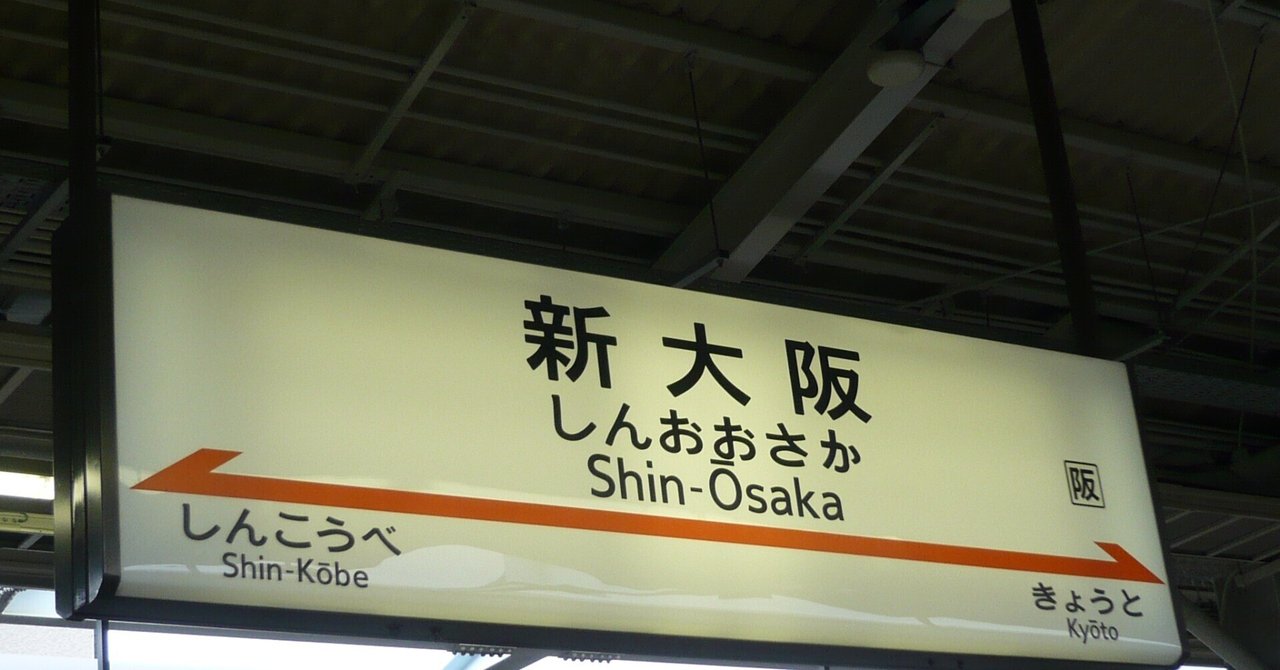 新大阪
しんおおさか
Shin-Ōsaka
阪
しんこうべ
Shin-Kōbe
きょうと
Kyōto